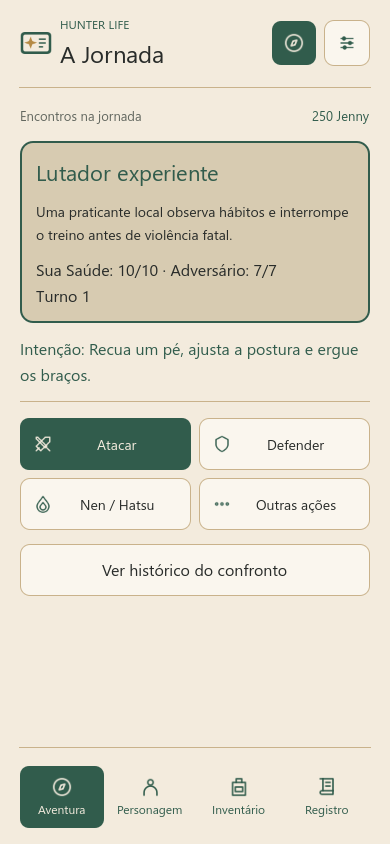 HUNTER LIFE
A Jornada
Encontros na jornada
250 Jenny
Lutador experiente
Uma praticante local observa hábitos e interrompe
o treino antes de violência fatal.
Sua Saúde: 10/10 · Adversário: 7/7
Turno 1
Intenção: Recua um pé, ajusta a postura e ergue
os braços.
Atacar
Defender
Nen / Hatsu
Outras ações
Ver histórico do confronto
Aventura
Personagem
Inventário
Registro